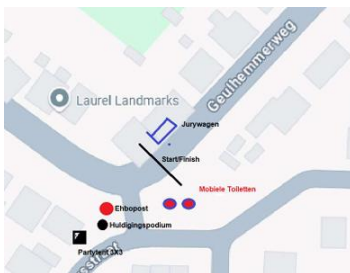 Geulhemmerweg
Laurel Landmarks
Jurywagen
Start/Finish
Mobiele Toiletten
Ehbopost
Huldigingspodium
Partytent 3X3